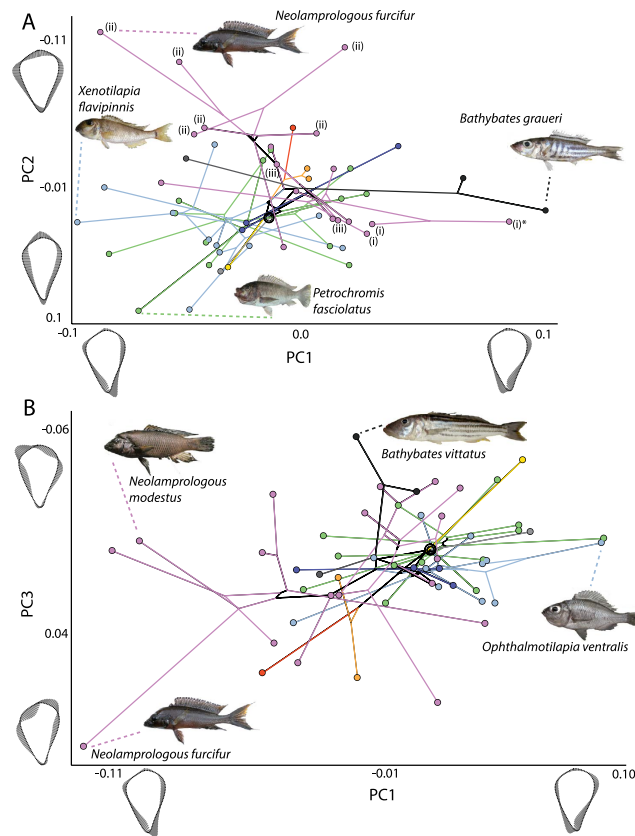 A
-0.11
(ii)
Neolamprologous furcifur
(ii)
(ii)
Xenotilapia
flavipinnis
Bathybates graueri
(ii)
(ii)
(ii)
PC2
(iii)
-0.01
(iii)
(i)
(i)
(i)*
Petrochromis
fasciolatus
0.1
-0.1
0.0
0.1
PC1
B
-0.06
Neolamprologous
modestus
Bathybates vittatus
PC3
0.04
Ophthalmotilapia ventralis
Neolamprologous furcifur
-0.11
-0.01
0.10
PC1